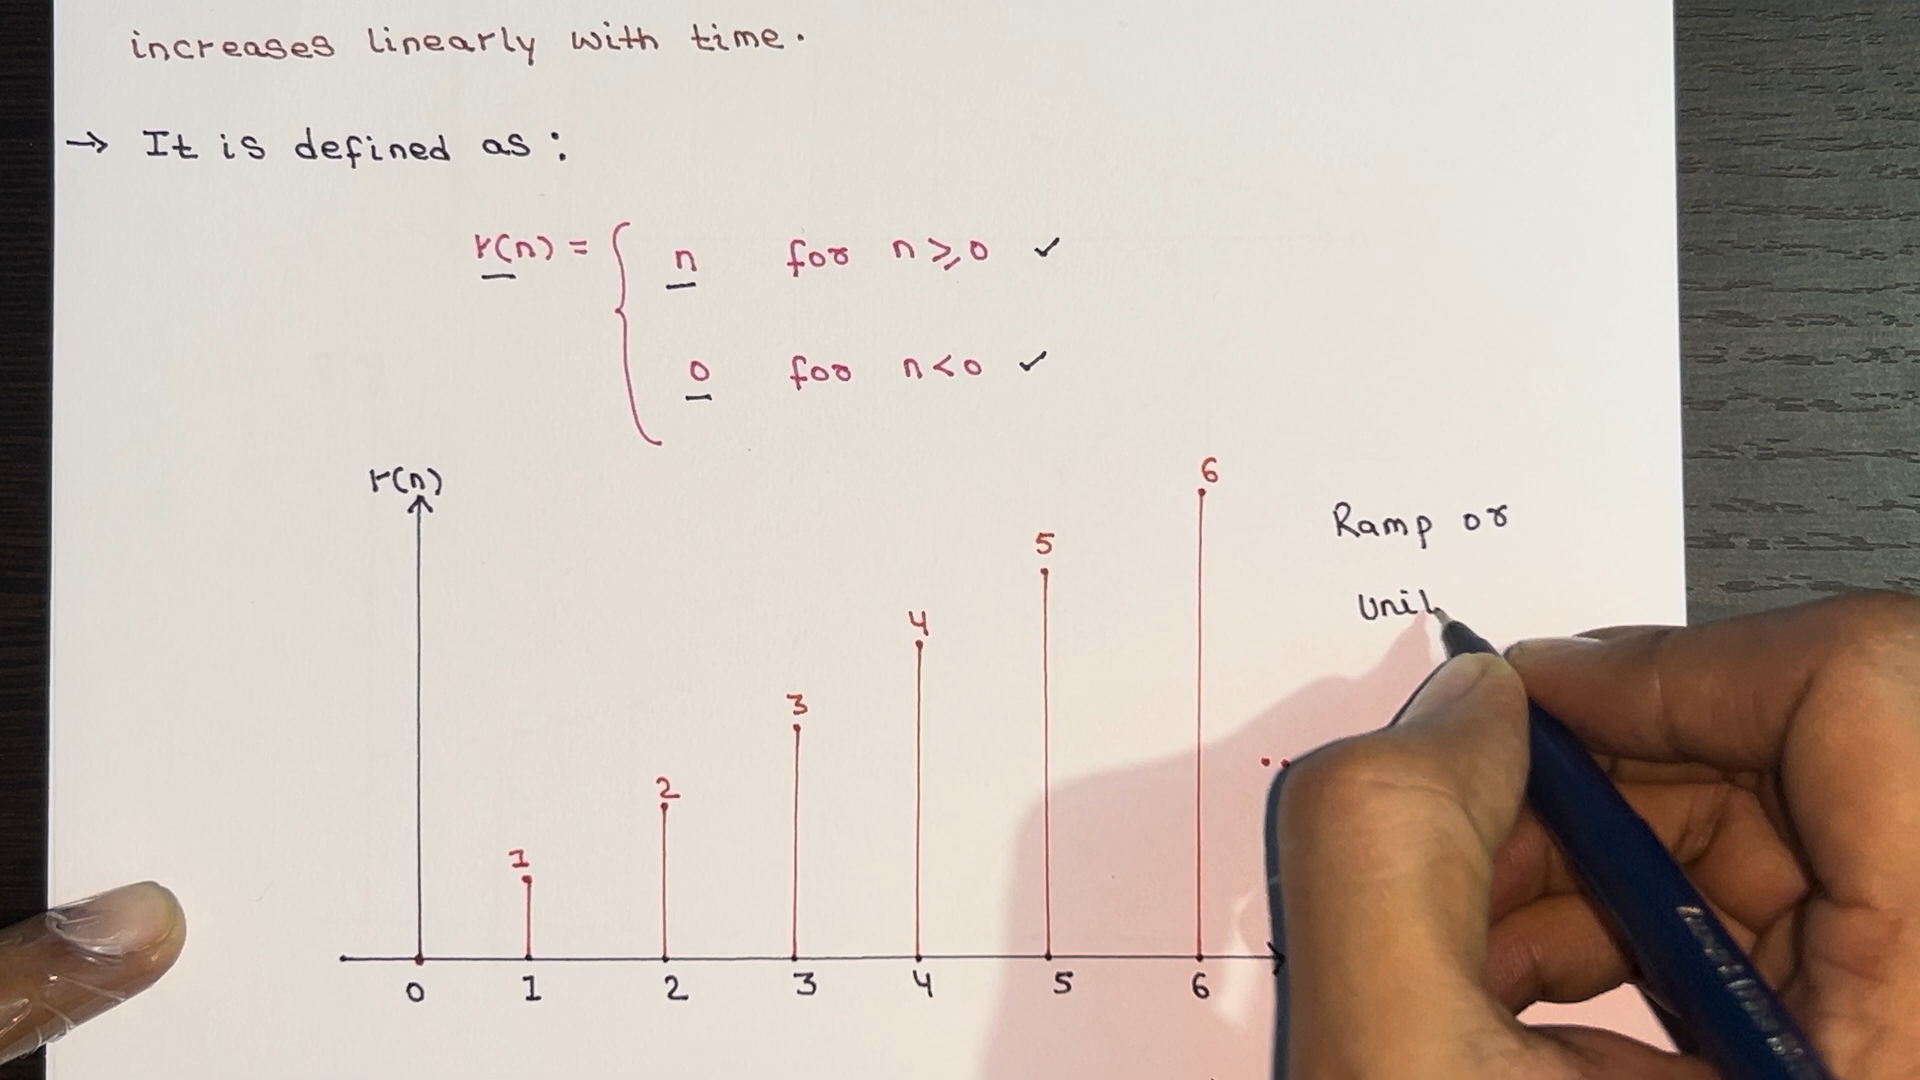 increases linearly with time.
→ It is defined as :
r(n) = { n for n ⩾ 0 ✓
0 for n < 0 ✓
r(n)
1
2
3
4
5
6
Ramp or
Uni
..
0 1 2 3 4 5 6